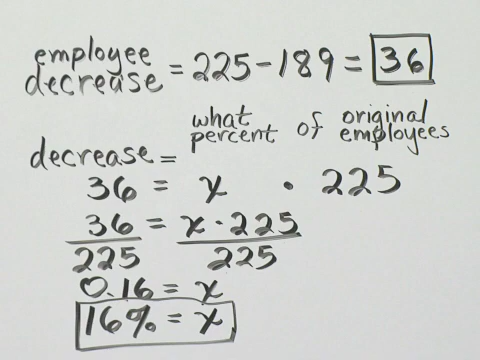 employee
decrease = 225 - 189 = 36
decrease = what percent of original employees
36 = x · 225
36 = x · 225
225 225
0.16 = x
16% = x